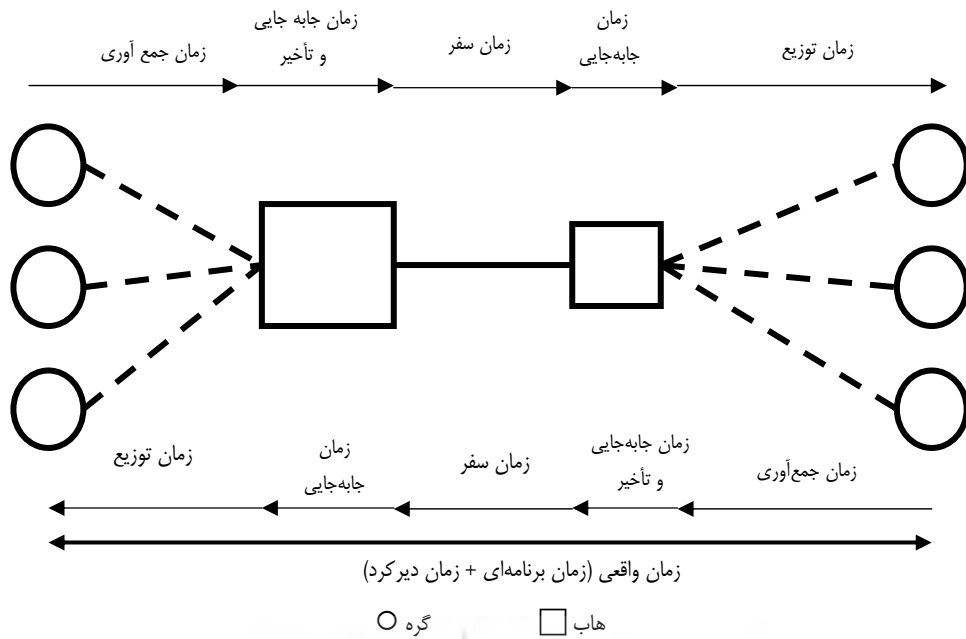 زمان توزیع
زمان
جابه‌جایی
زمان سفر
زمان جابه جایی
و تأخیر
زمان جمع آوری
زمان جمع‌آوری
زمان جابه‌جایی
و تأخیر
زمان سفر
زمان
جابه‌جایی
زمان توزیع
زمان واقعی (زمان برنامه‌ای + زمان دیرکرد)
هاب
گره